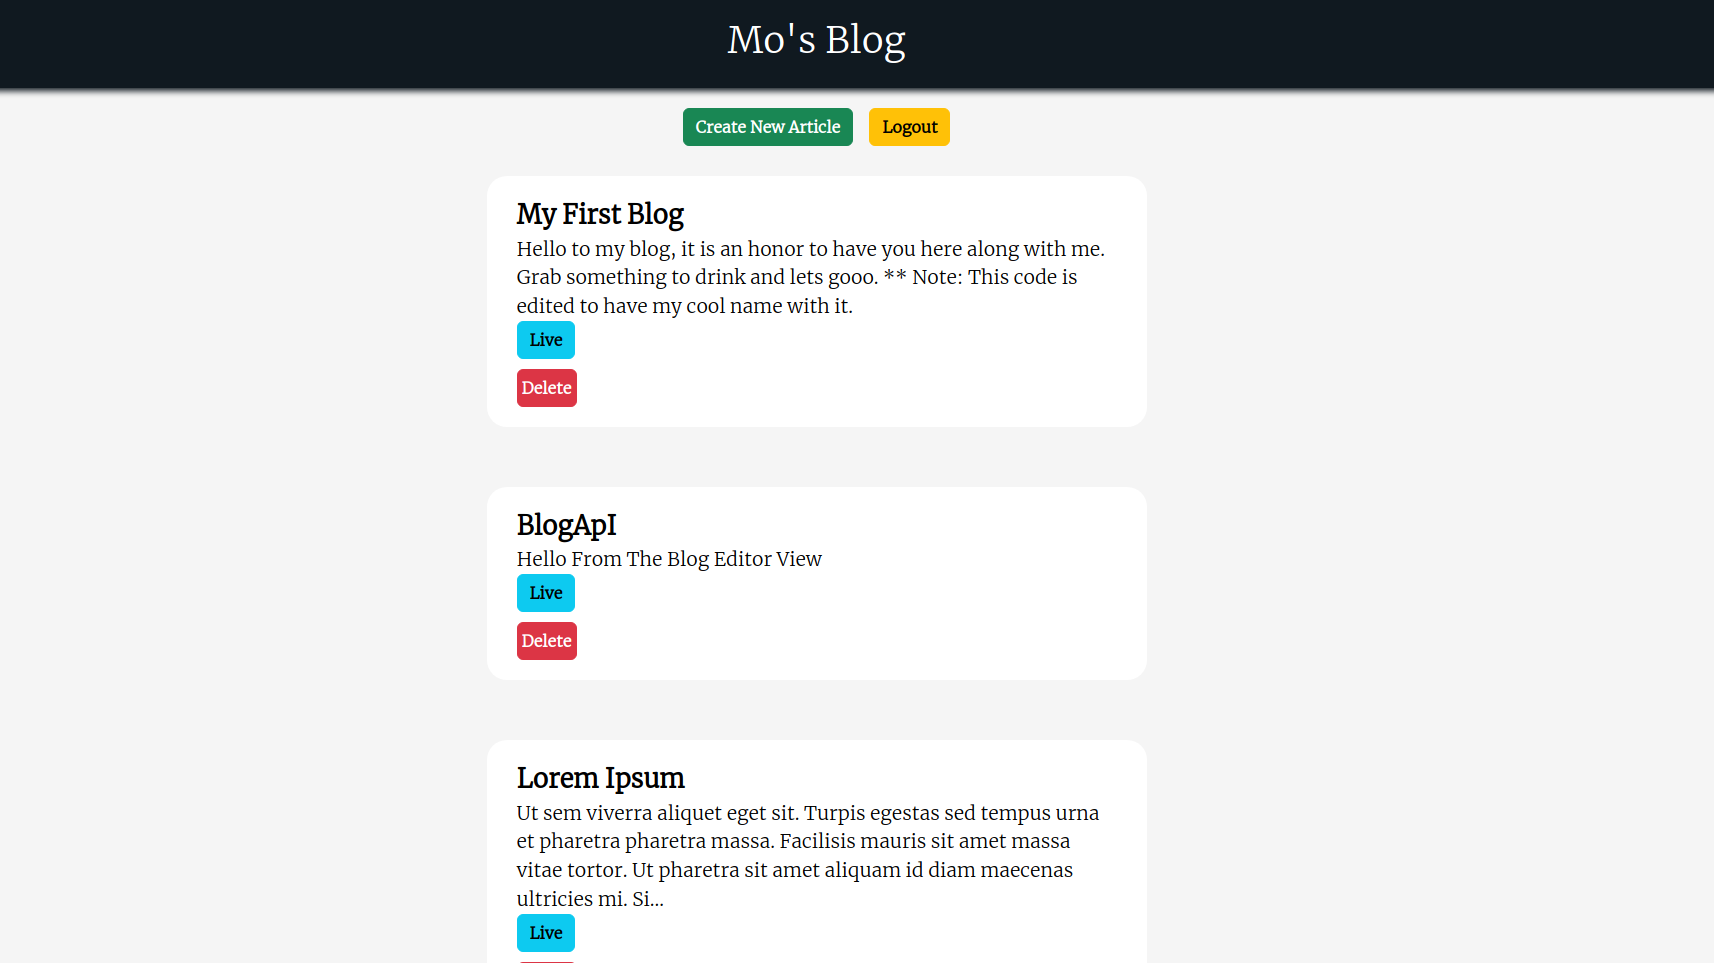 Mo's Blog
Create New Article
Logout
My First Blog
Hello to my blog, it is an honor to have you here along with me.
Grab something to drink and lets gooo. ** Note: This code is
edited to have my cool name with it.
Live
Delete
BlogApI
Hello From The Blog Editor View
Live
Delete
Lorem Ipsum
Ut sem viverra aliquet eget sit. Turpis egestas sed tempus urna
et pharetra pharetra massa. Facilisis mauris sit amet massa
vitae tortor. Ut pharetra sit amet aliquam id diam maecenas
ultricies mi. Si...
Live